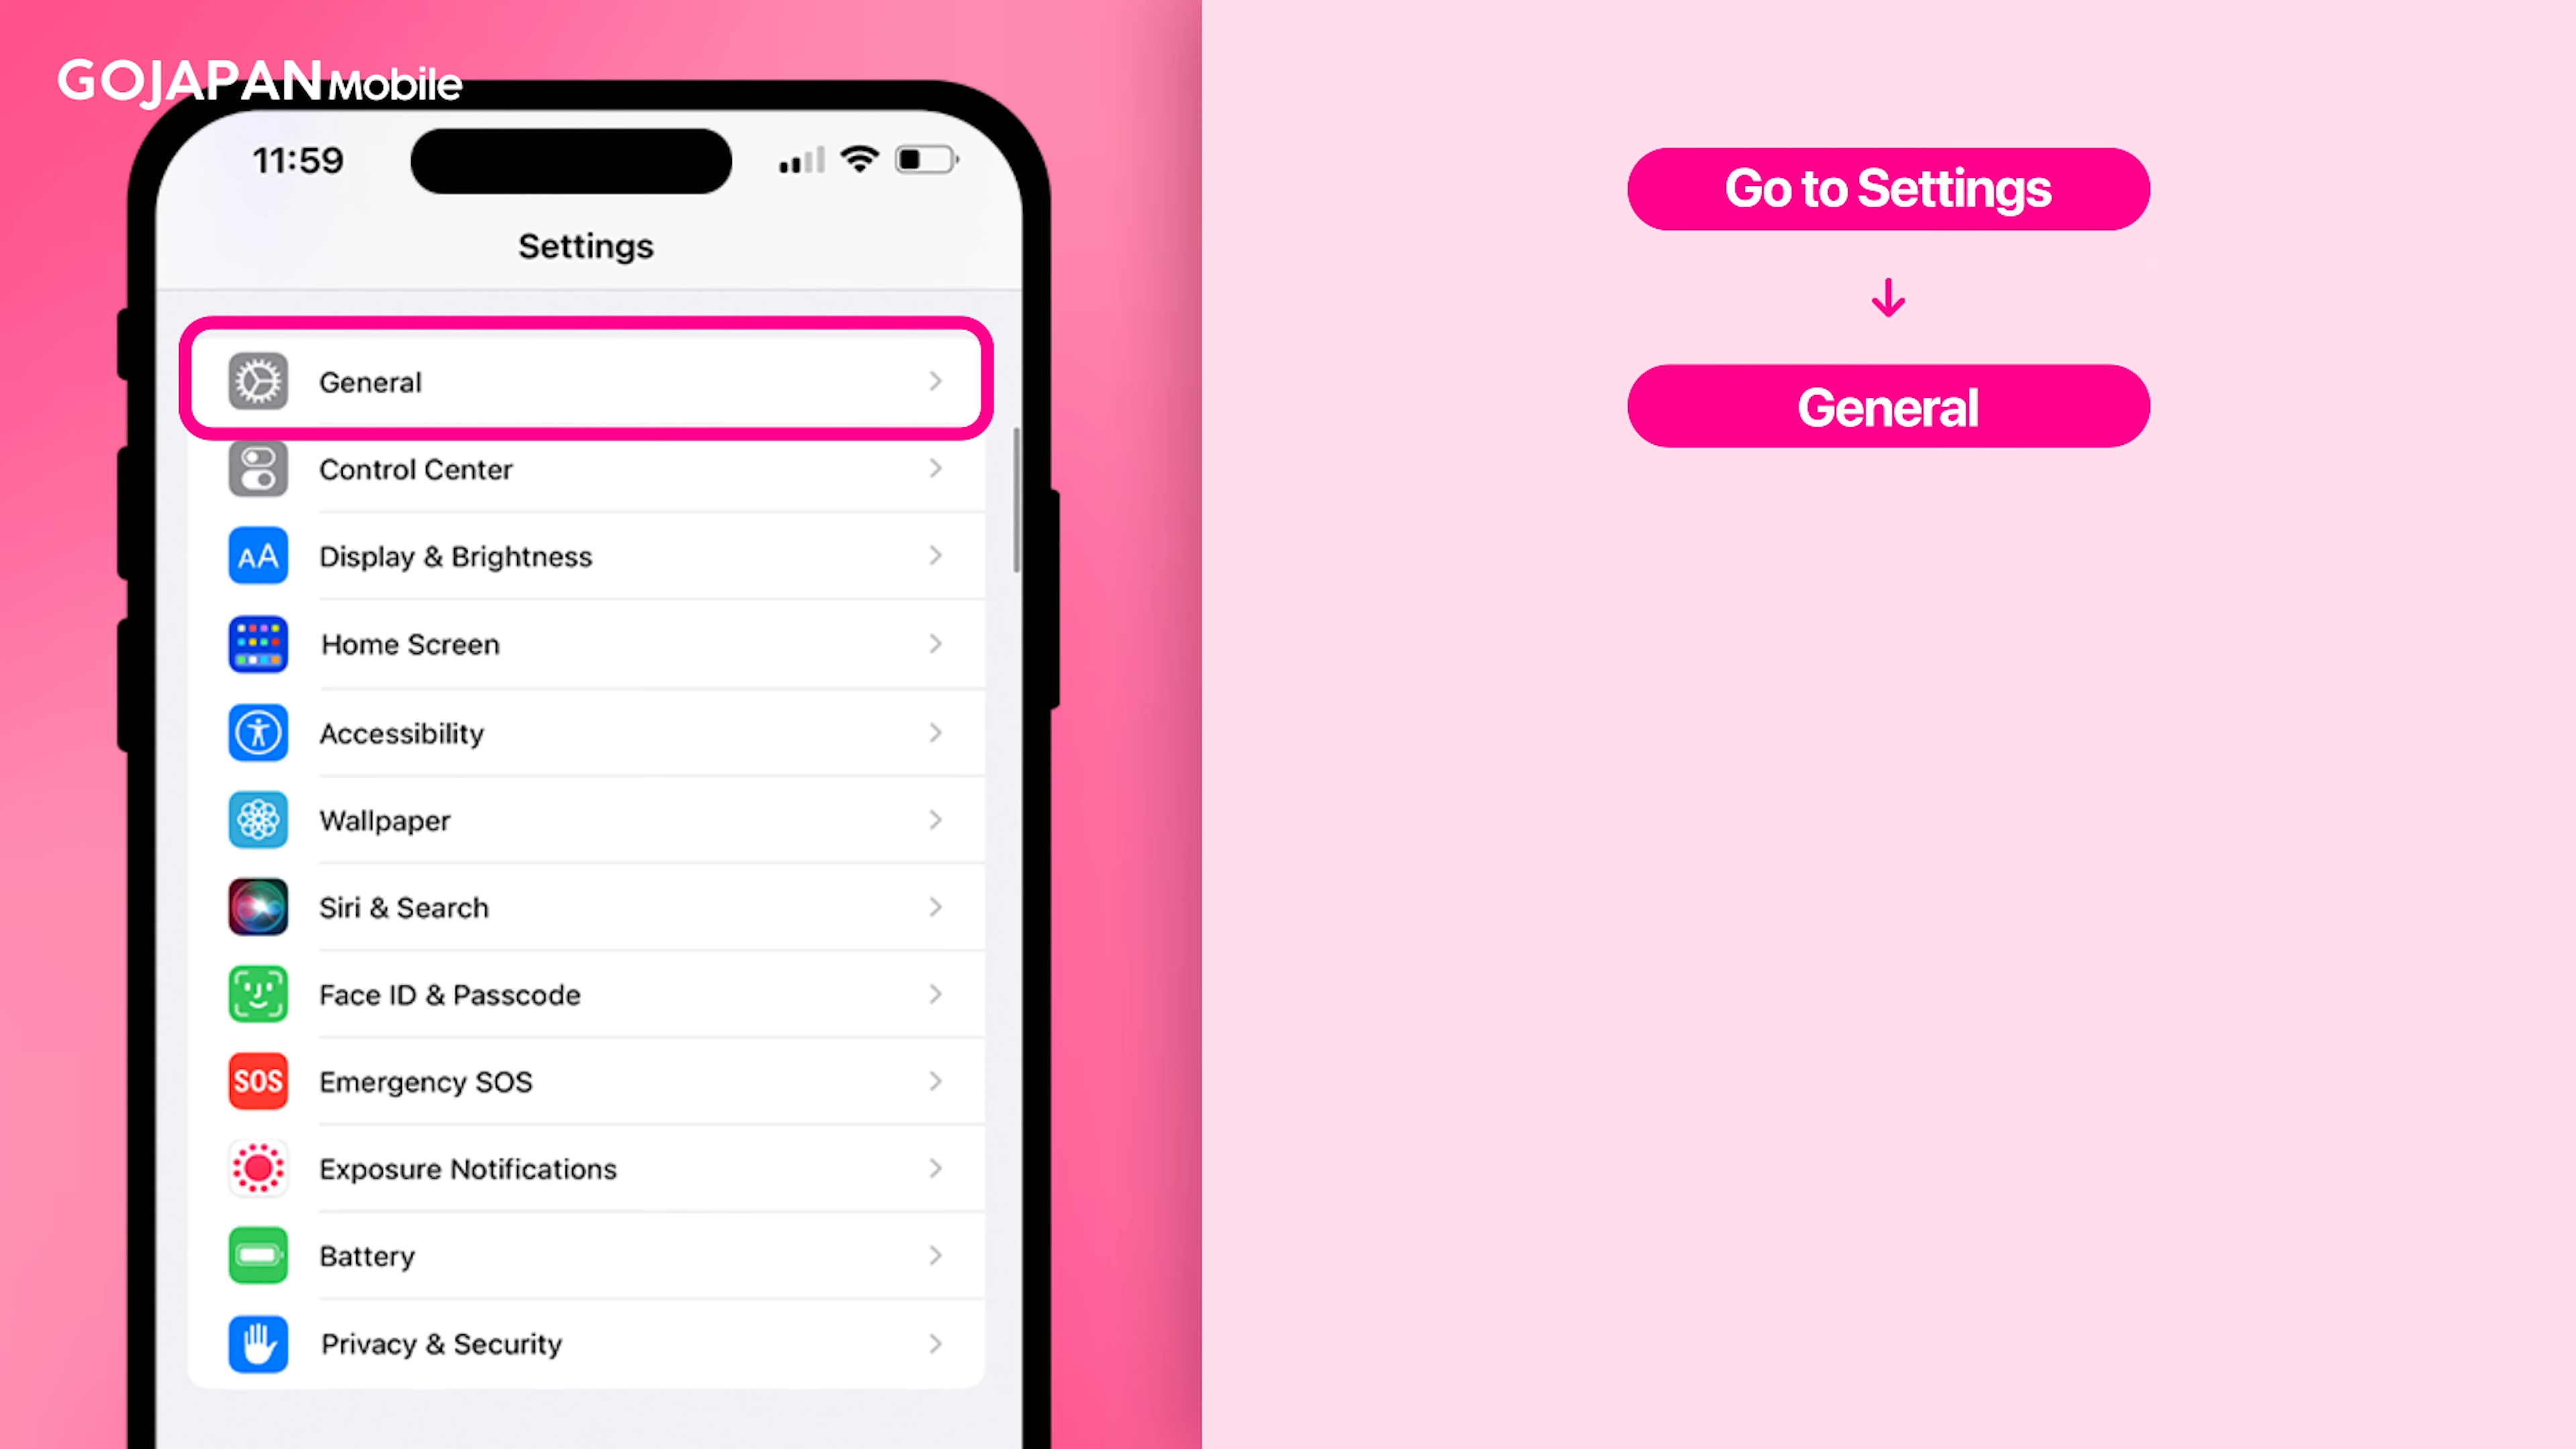 GOJAPAN Mobile
11:59
Settings
General
Control Center
AA Display & Brightness
Home Screen
Accessibility
Wallpaper
Siri & Search
Face ID & Passcode
SOS Emergency SOS
Exposure Notifications
Battery
Privacy & Security
Go to Settings
↓
General